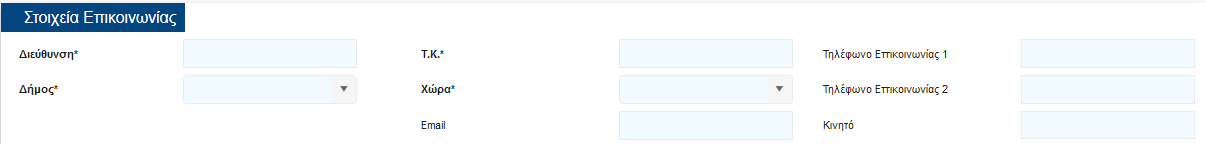 Στοιχεία Επικοινωνίας
Διεύθυνση* Τ.Κ.* Τηλέφωνο Επικοινωνίας 1
Δήμος* Χώρα* Τηλέφωνο Επικοινωνίας 2
Email Κινητό